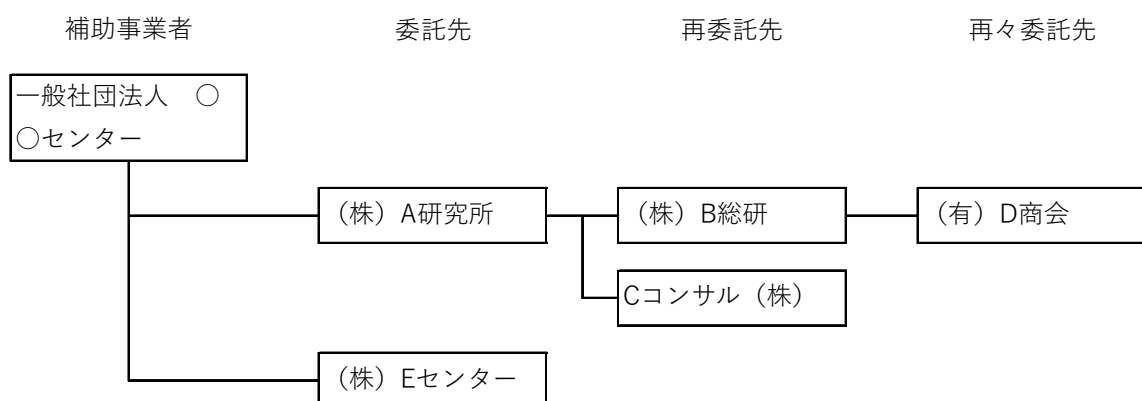 補助事業者 委託先 再委託先 再々委託先
一般社団法人　○
○センター
（株）A研究所 （株）B総研 （有）D商会
Cコンサル（株）
（株）Eセンター